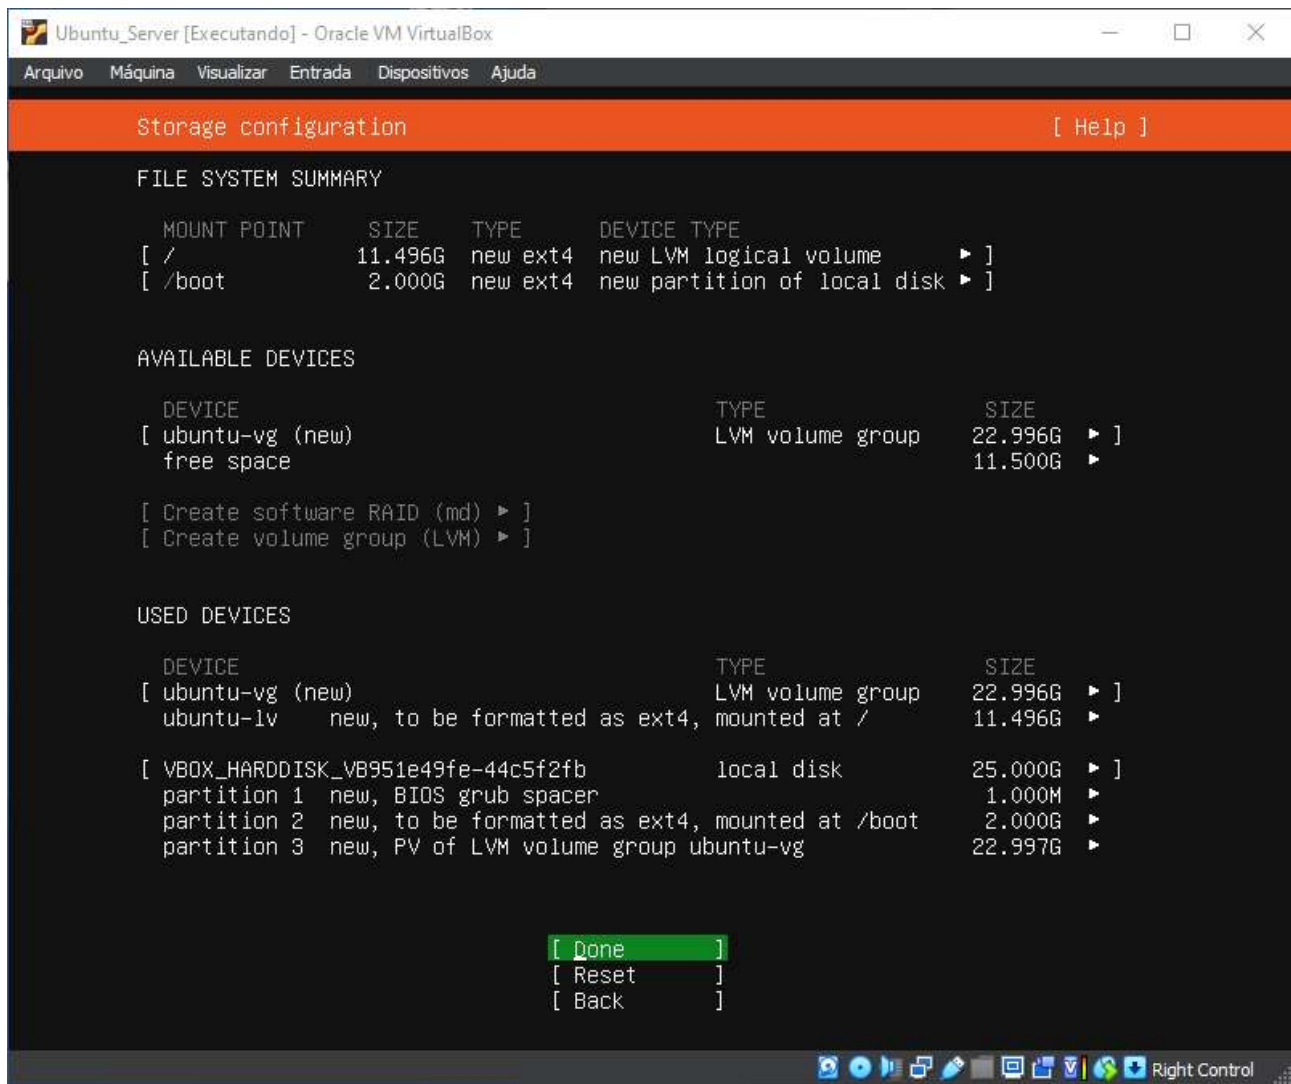 Ubuntu_Server [Executando] - Oracle VM VirtualBox
Arquivo Máquina Visualizar Entrada Dispositivos Ajuda
Storage configuration [ Help ]
FILE SYSTEM SUMMARY
MOUNT POINT SIZE TYPE DEVICE TYPE
[ / 11.496G new ext4 new LVM logical volume ▸ ]
[ /boot 2.000G new ext4 new partition of local disk ▸ ]
AVAILABLE DEVICES
DEVICE TYPE SIZE
[ ubuntu-vg (new) LVM volume group 22.996G ▸ ]
free space 11.500G ▸
[ Create software RAID (md) ▸ ]
[ Create volume group (LVM) ▸ ]
USED DEVICES
DEVICE TYPE SIZE
[ ubuntu-vg (new) LVM volume group 22.996G ▸ ]
ubuntu-lv new, to be formatted as ext4, mounted at / 11.496G ▸
[ VBOX_HARDDISK_VB951e49fe-44c5f2fb local disk 25.000G ▸ ]
partition 1 new, BIOS grub spacer 1.000M ▸
partition 2 new, to be formatted as ext4, mounted at /boot 2.000G ▸
partition 3 new, PV of LVM volume group ubuntu-vg 22.997G ▸
[ Done ]
[ Reset ]
[ Back ]
Right Control